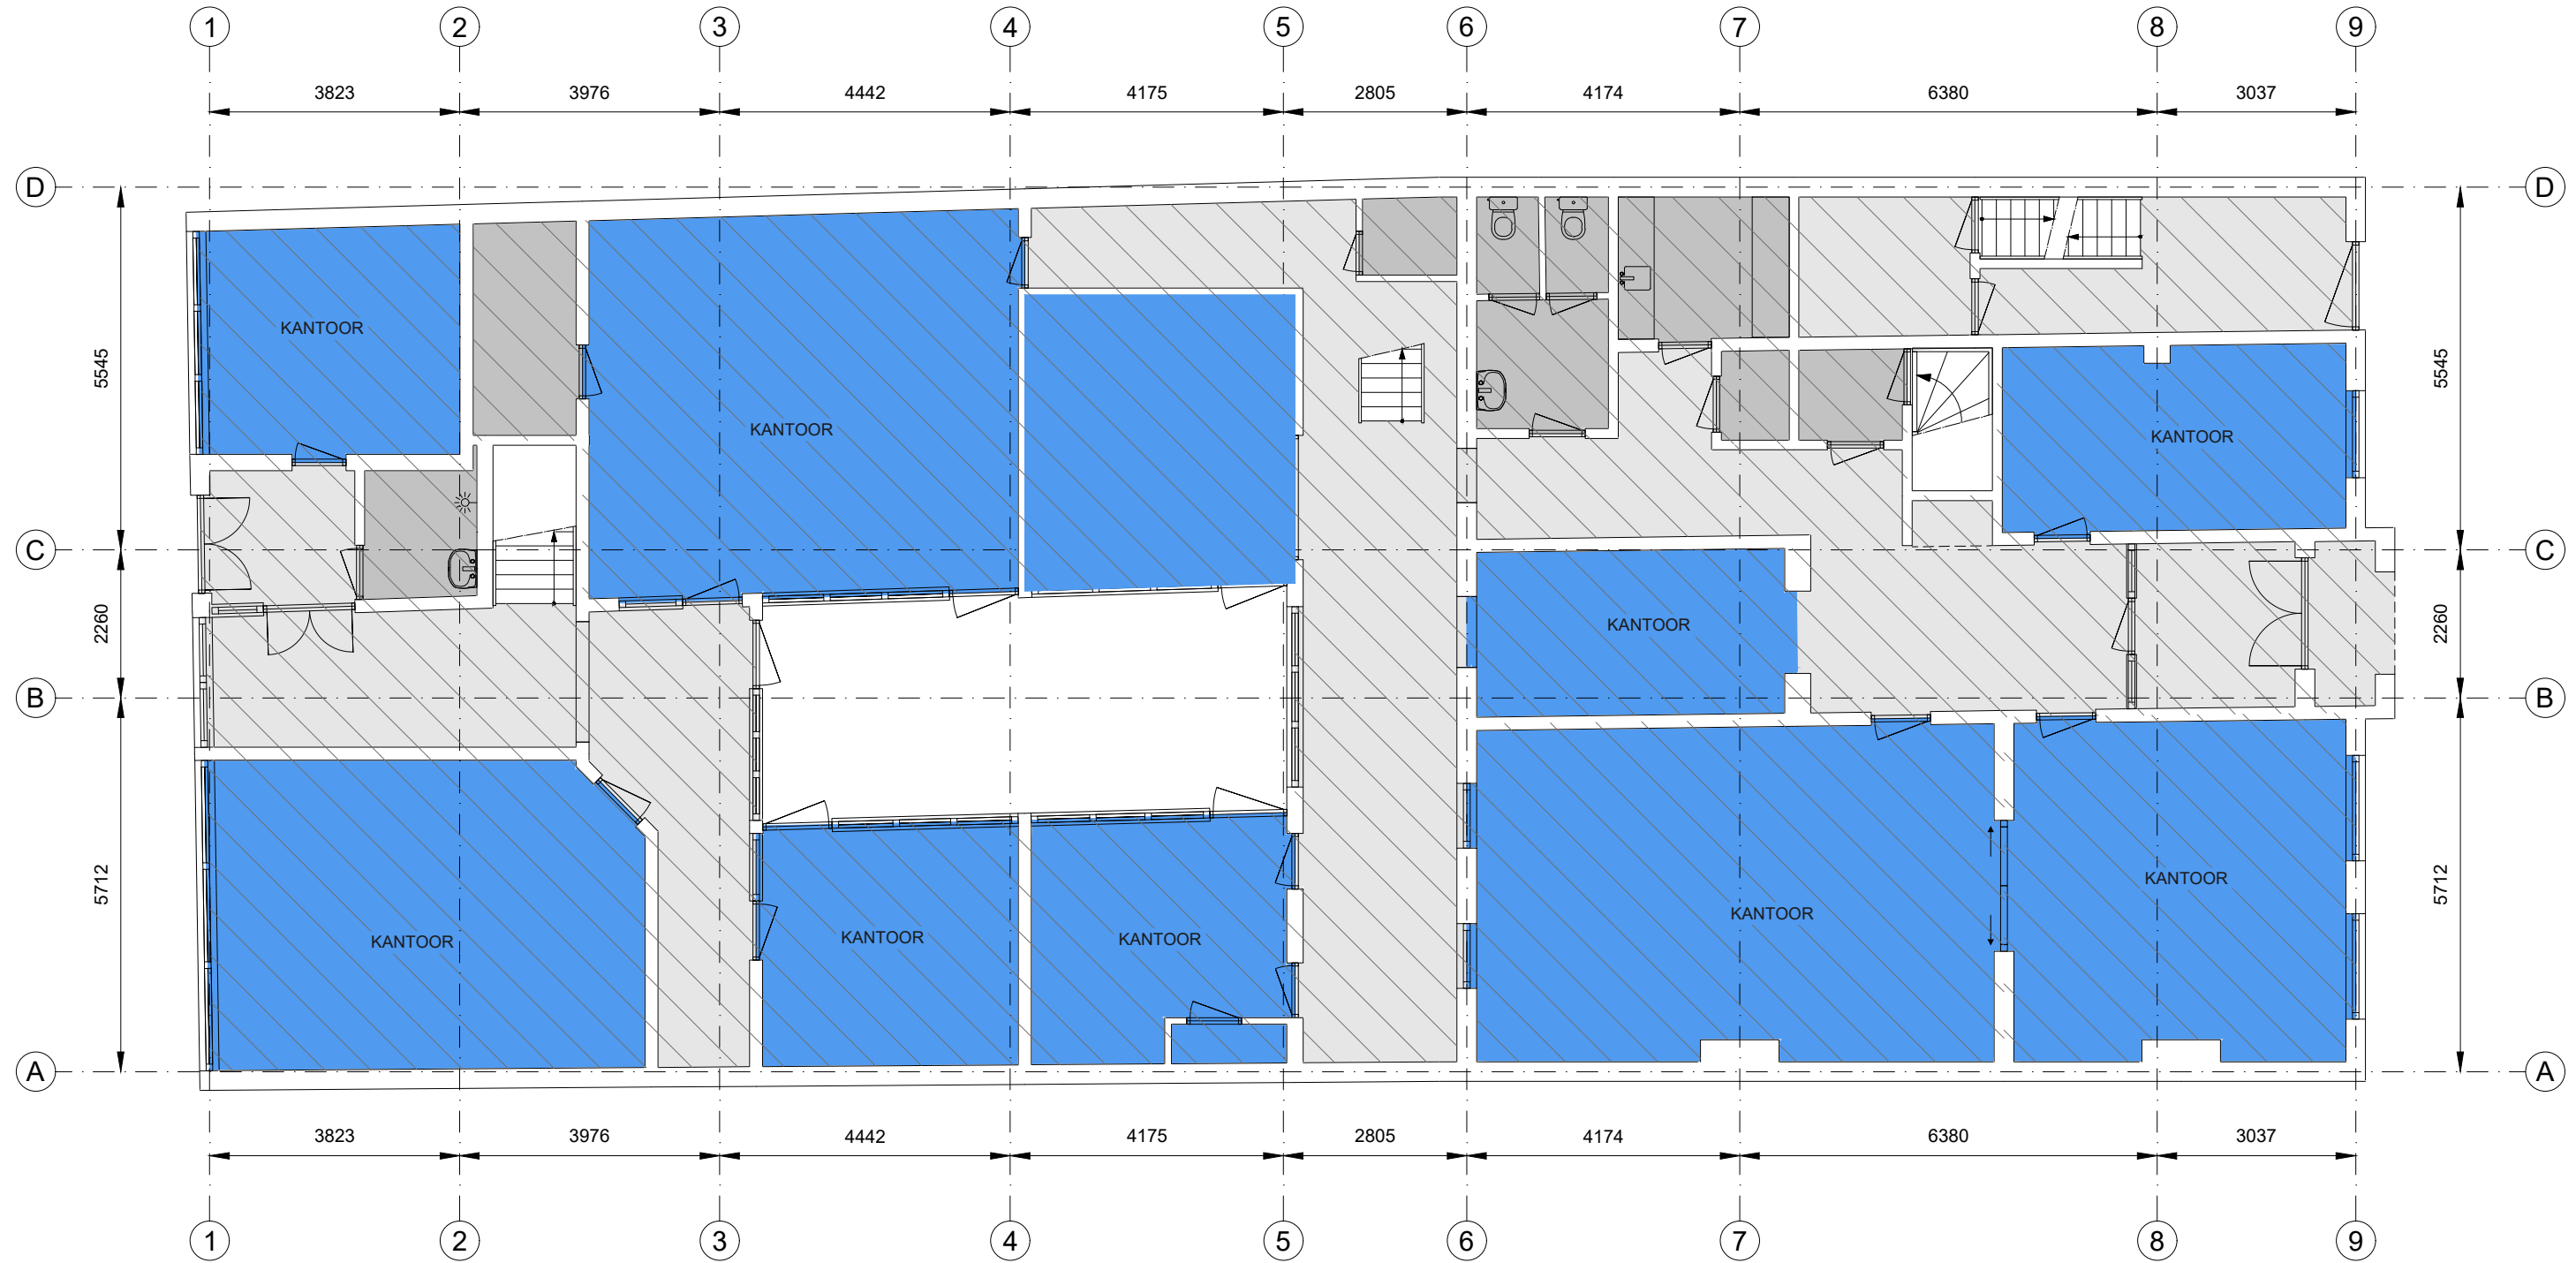 1 2 3 4 5 6 7 8 9
3823 3976 4442 4175 2805 4174 6380 3037
D D
KANTOOR
5545 5545
KANTOOR KANTOOR
C C
2260 2260
KANTOOR
B B
5712 5712
KANTOOR KANTOOR
KANTOOR KANTOOR KANTOOR KANTOOR
A A
3823 3976 4442 4175 2805 4174 6380 3037
1 2 3 4 5 6 7 8 9